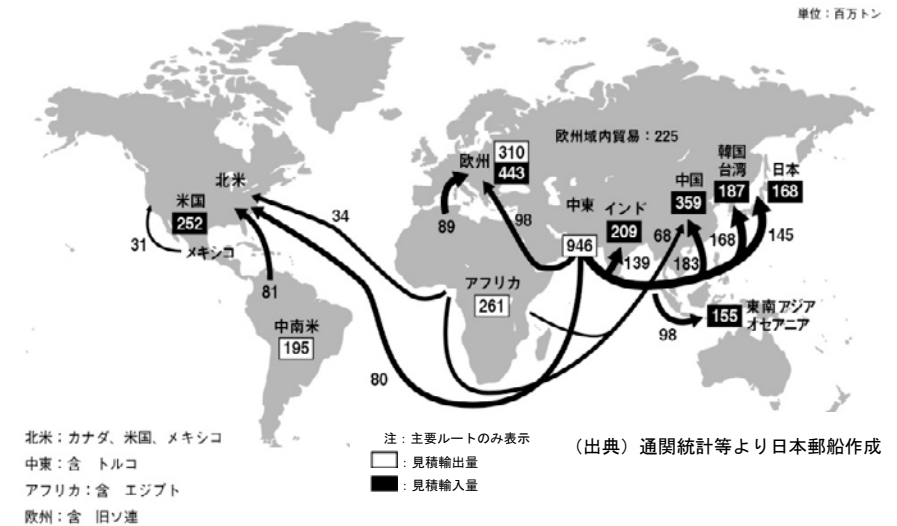 単位：百万トン
欧州域内貿易：225
韓国
台湾
187
日本
168
中国
359
欧州
310
443
北米
米国
252
34
31
メキシコ
81
89
98
中東
946
インド
209
139
68
183
168
145
アフリカ
261
155
東南アジア
オセアニア
98
中南米
195
80
北米；カナダ、米国、メキシコ
中東；含　トルコ
アフリカ：含　エジプト
欧州：含　旧ソ連
注：主要ルートのみ表示
：見積輸出量
：見積輸入量
（出典）通関統計等より日本郵船作成